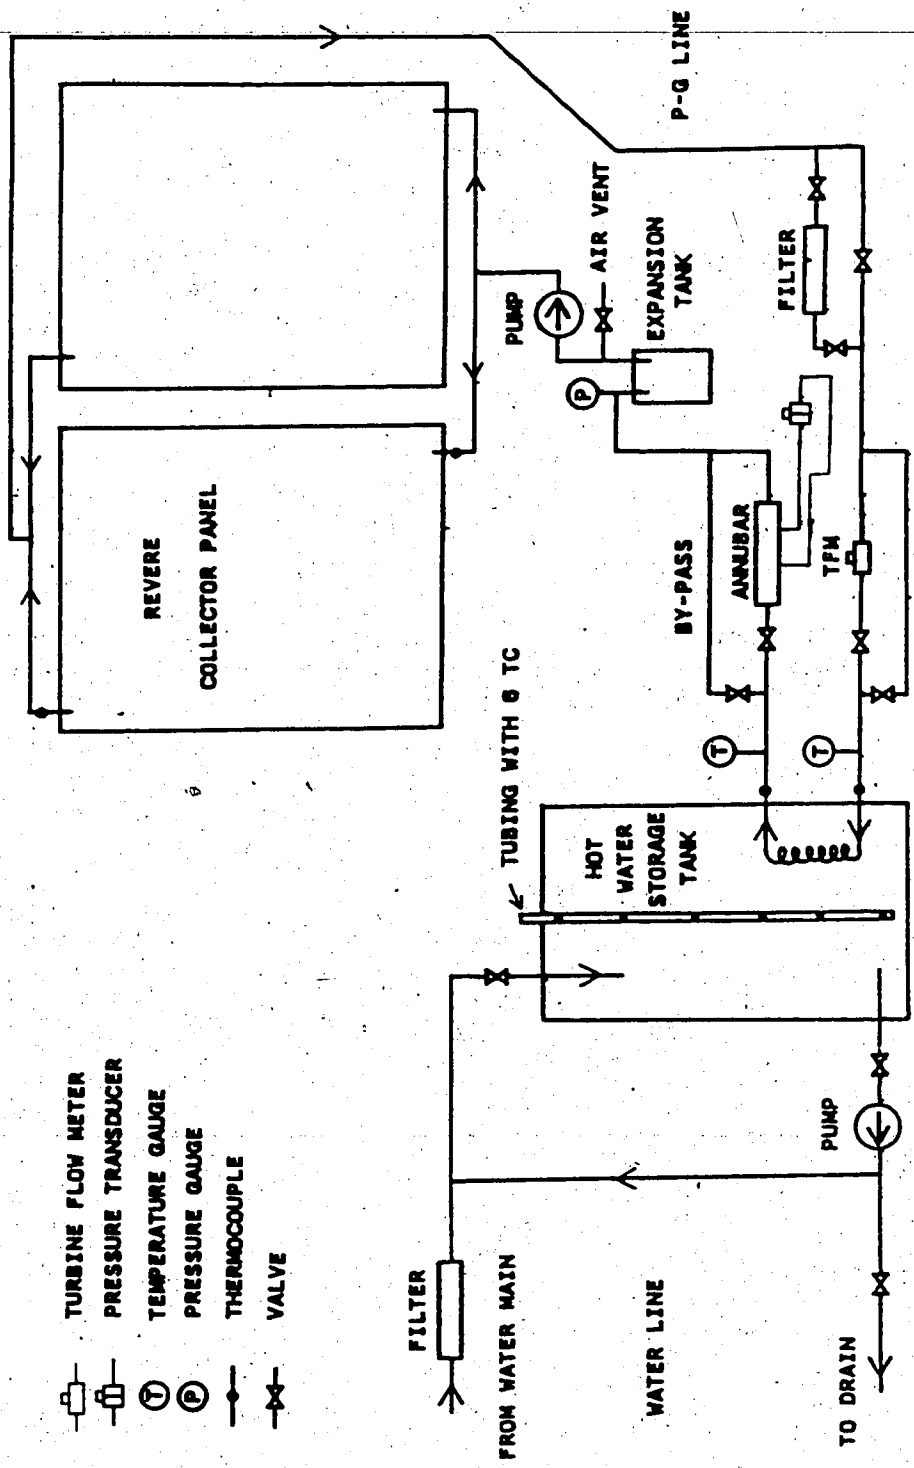 TURBINE FLOW METER
PRESSURE TRANSDUCER
T
TEMPERATURE GAUGE
P
PRESSURE GAUGE
THERMOCOUPLE
VALVE
REVERE
COLLECTOR PANEL
FILTER
FROM WATER MAIN
WATER LINE
TO DRAIN
PUMP
TUBING WITH 6 TC
HOT
WATER
STORAGE
TANK
T
T
BY-PASS
ANNUBAR
TFM
P
PUMP
AIR VENT
EXPANSION
TANK
FILTER
P-G LINE